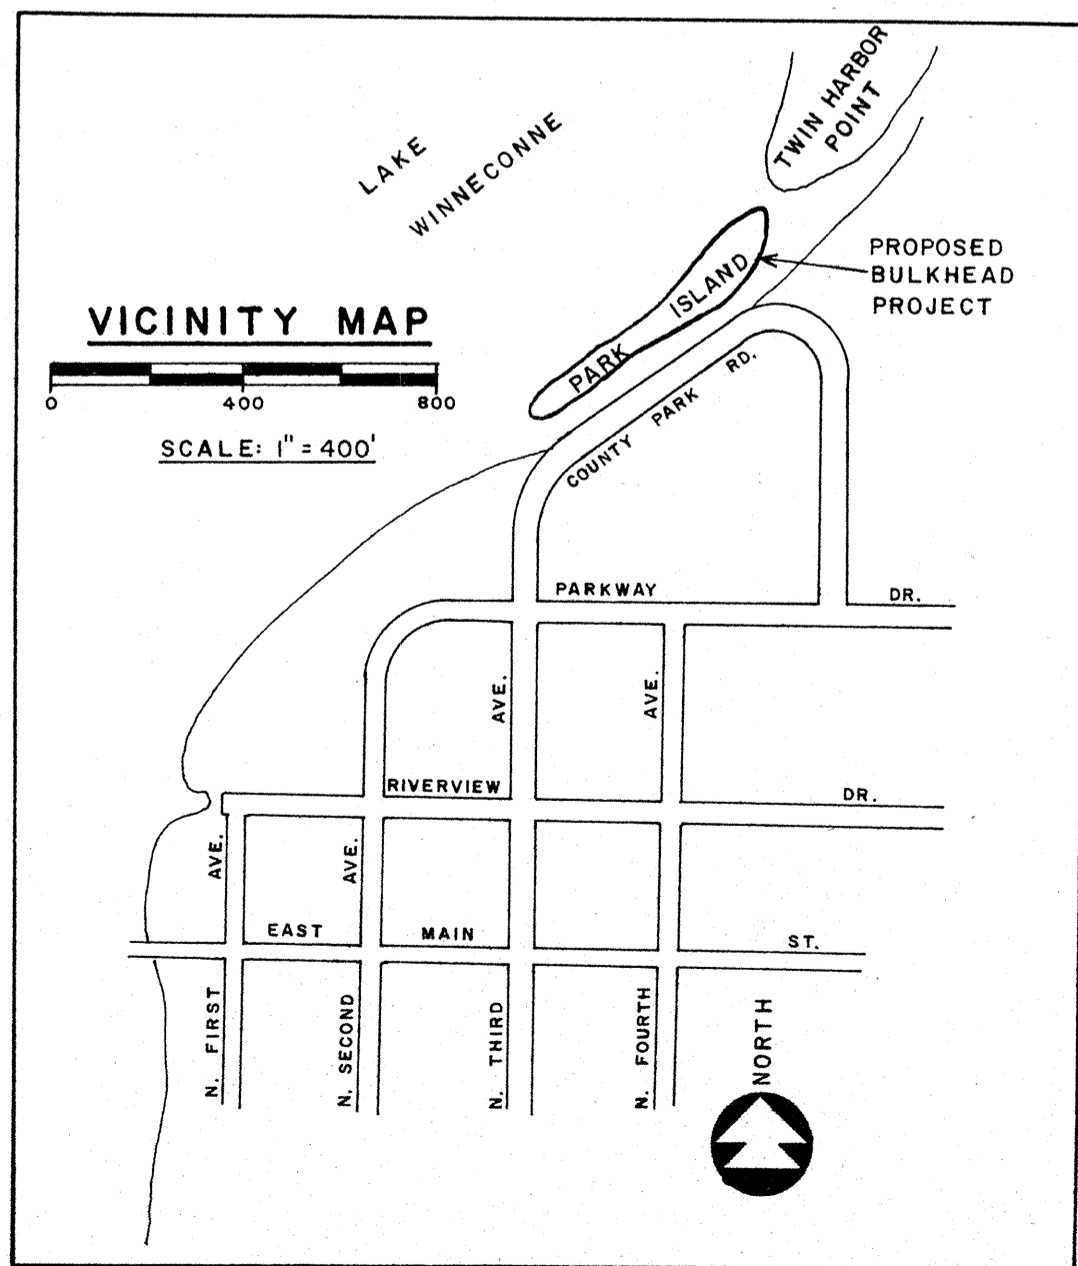 TWIN HARBOR
POINT
LAKE
WINNECONNE
PROPOSED
BULKHEAD
PROJECT
PARK ISLAND
VICINITY MAP
0 400 800
SCALE: 1" = 400'
COUNTY PARK RD.
PARKWAY DR.
AVE. AVE.
RIVERVIEW DR.
AVE. AVE.
EAST MAIN ST.
N. FIRST
N. SECOND
N. THIRD
N. FOURTH
NORTH